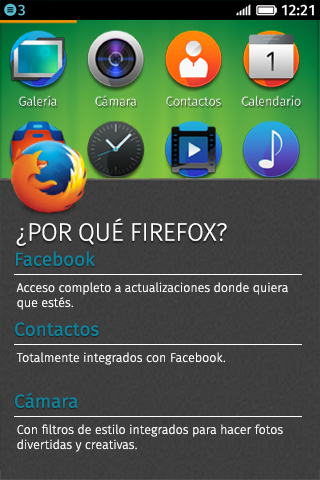 3 12:21
Galería Cámara Contactos Calendario
1
¿POR QUÉ FIREFOX?
Facebook
Acceso completo a actualizaciones donde quiera
que estés.
Contactos
Totalmente integrados con Facebook.
Cámara
Con filtros de estilo integrados para hacer fotos
divertidas y creativas.